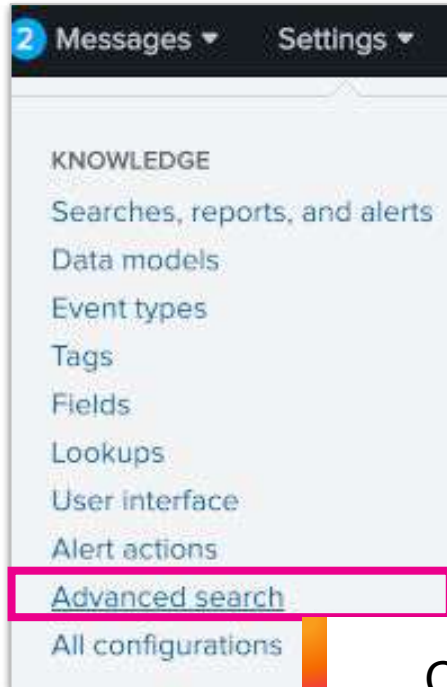 2 Messages ▾ Settings ▾
KNOWLEDGE
Searches, reports, and alerts
Data models
Event types
Tags
Fields
Lookups
User interface
Alert actions
Advanced search
All configurations